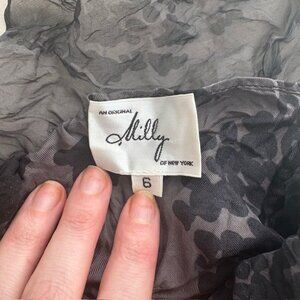 AN ORIGINAL
Milly
OF NEW YORK
6